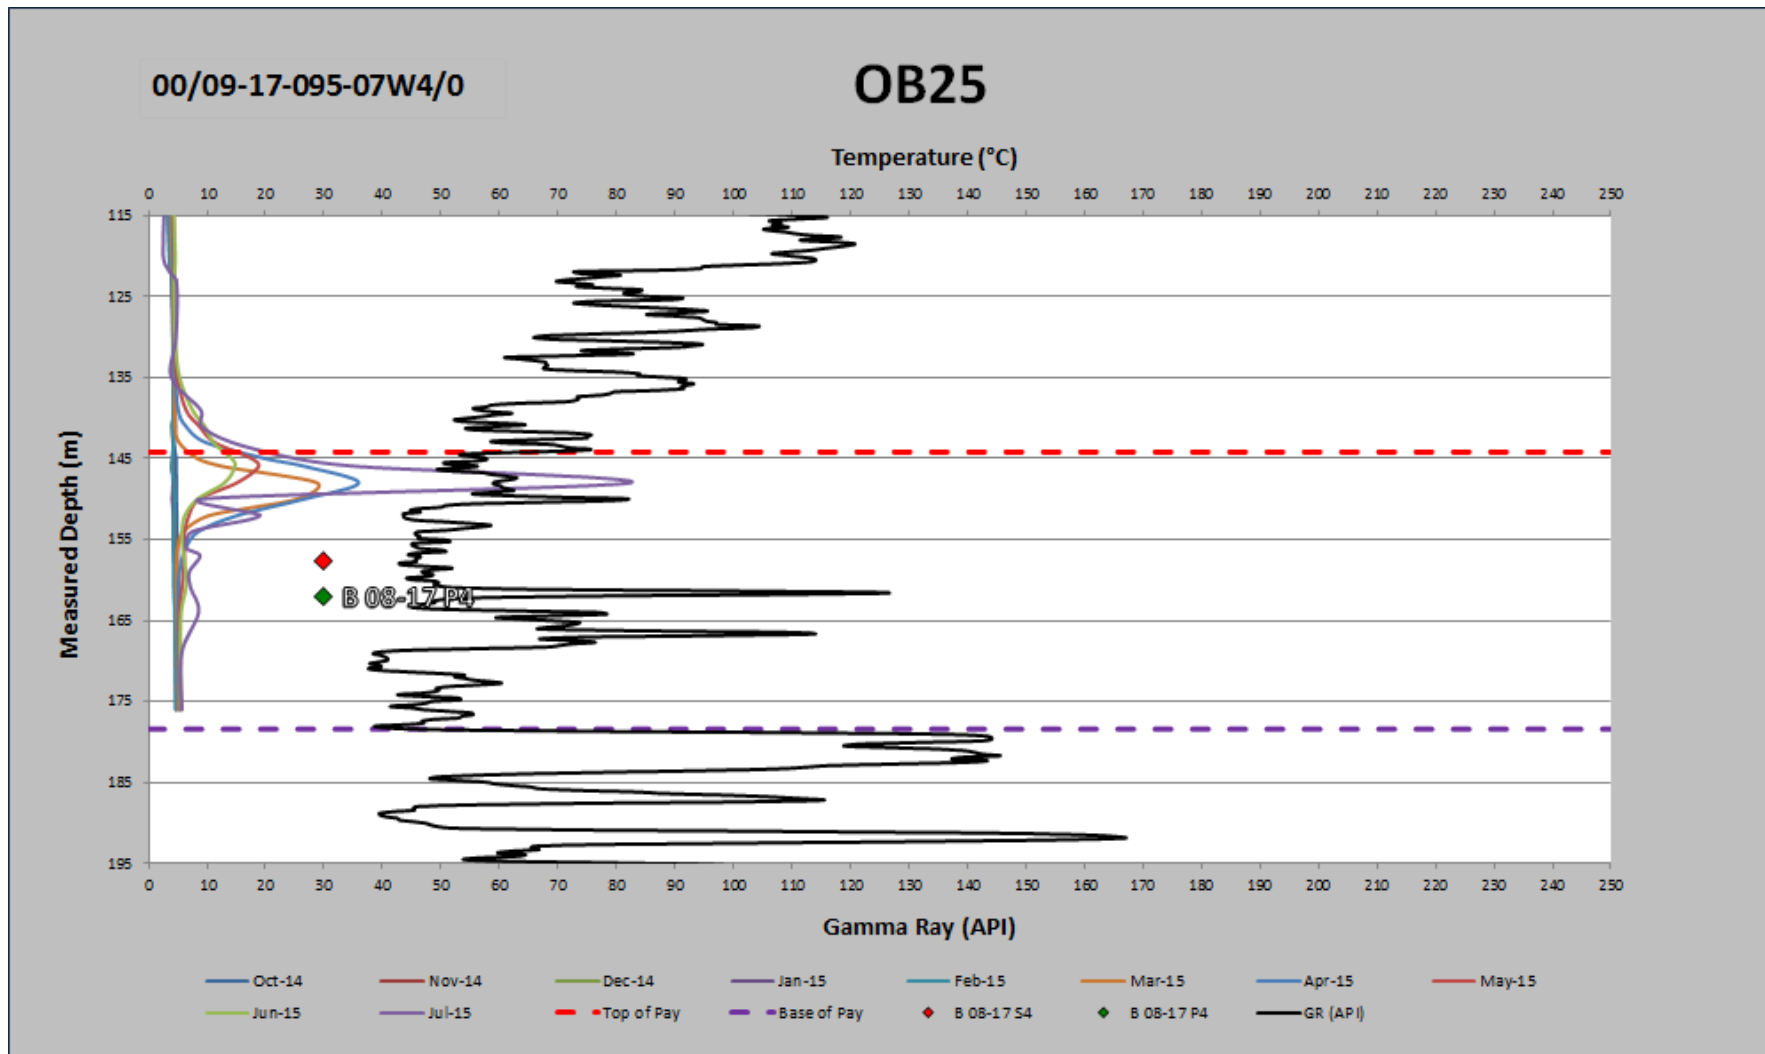 00/09-17-095-07W4/0
OB25
Temperature (°C)
0 10 20 30 40 50 60 70 80 90 100 110 120 130 140 150 160 170 180 190 200 210 220 230 240 250
Measured Depth (m)
115
125
135
145
155
165
175
185
195
B 08-17 P4
0 10 20 30 40 50 60 70 80 90 100 110 120 130 140 150 160 170 180 190 200 210 220 230 240 250
Gamma Ray (API)
Oct-14 Nov-14 Dec-14 Jan-15 Feb-15 Mar-15 Apr-15 May-15
Jun-15 Jul-15 Top of Pay Base of Pay B 08-17 S4 B 08-17 P4 GR (API)